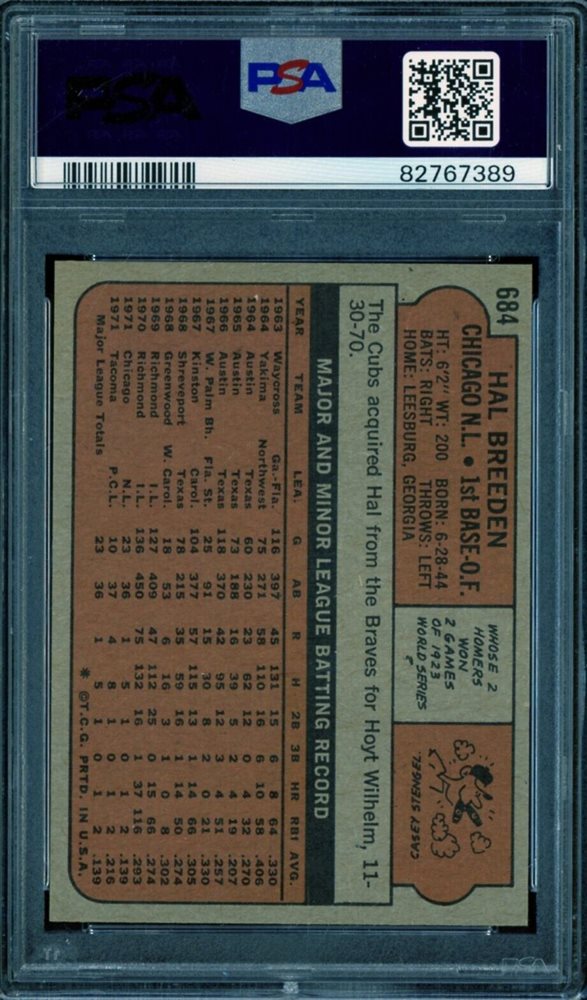 PSA
PSA
82767389
684
HAL BREEDEN
CHICAGO N.L. • 1st BASE-O.F.
HT: 6'2" WT: 200 BORN: 6-28-44
BATS: RIGHT THROWS: LEFT
HOME: LEESBURG, GEORGIA
WHOSE 2
HOMERS
WON
2 GAMES
OF 1923
WORLD SERIES
?
CASEY STENGEL
The Cubs acquired Hal from the Braves for Hoyt Wilhelm, 11-
30-70.
MAJOR AND MINOR LEAGUE BATTING RECORD
YEAR TEAM LEA. G AB R H 2B 3B HR RBI AVG.
1963 Waycross Ga.-Fla. 116 397 45 131 15 6 8 64 .330
1964 Yakima Northwest 75 271 58 110 16 6 10 58 .406
1964 Austin Texas 60 230 23 62 12 0 4 32 .270
1965 Austin Texas 73 188 16 39 5 2 4 19 .207
1966 Austin Texas 118 370 42 95 12 3 4 51 .257
1967 W. Palm Bh. Fla. St. 25 91 15 30 8 2 0 21 .330
1967 Kinston Carol. 104 377 57 115 13 1 14 66 .305
1968 Shreveport Texas 78 215 35 59 16 1 14 50 .274
1968 Greenwood W. Carol. 18 53 6 16 3 1 0 8 .302
1969 Richmond I.L. 127 409 47 112 25 0 15 66 .274
1970 Richmond I.L. 136 450 75 132 16 1 37 116 .293
1971 Chicago N.L. 23 36 1 5 1 0 1 2 .139
1971 Tacoma P.C.L. 10 37 4 8 1 1 1 2 .216
Major League Totals 23 36 1 5 1 0 1 2 .139
* ©T.C.G. PRTD. IN U.S.A.